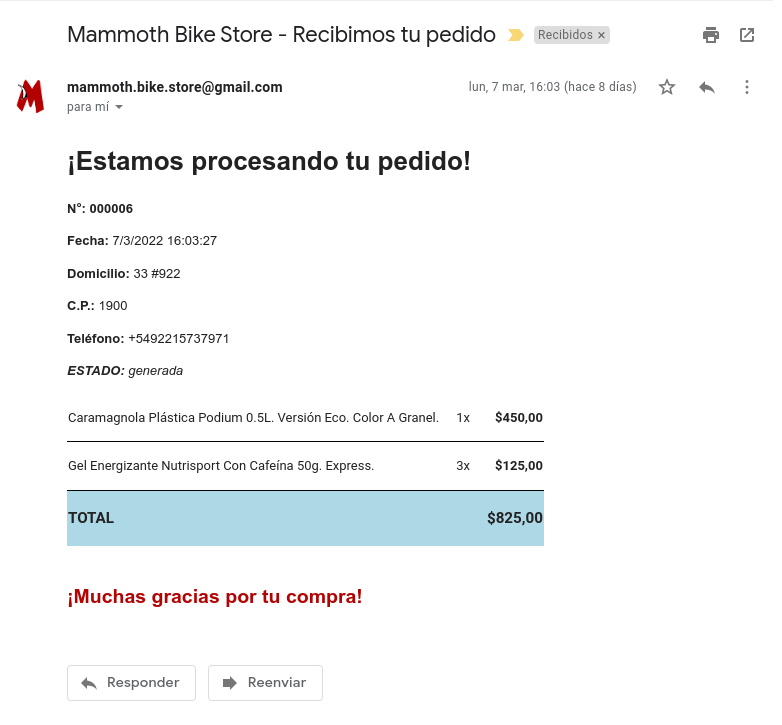 Mammoth Bike Store - Recibimos tu pedido Recibidos ×
mammoth.bike.store@gmail.com lun, 7 mar, 16:03 (hace 8 días)
para mí
¡Estamos procesando tu pedido!
N°: 000006
Fecha: 7/3/2022 16:03:27
Domicilio: 33 #922
C.P.: 1900
Teléfono: +5492215737971
ESTADO: generada
Caramagnola Plástica Podium 0.5L. Versión Eco. Color A Granel. 1x $450,00
Gel Energizante Nutrisport Con Cafeína 50g. Express. 3x $125,00
TOTAL $825,00
¡Muchas gracias por tu compra!
Responder Reenviar